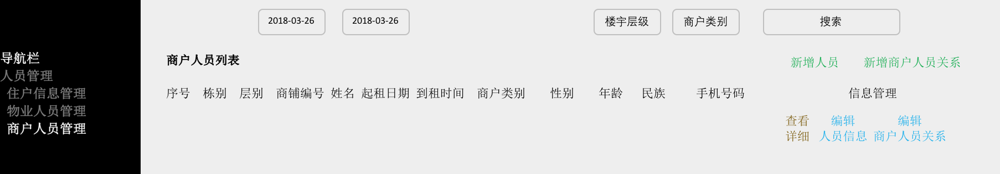 2018-03-26 2018-03-26 楼宇层级 商户类别 搜索
导航栏
人员管理
住户信息管理
物业人员管理
商户人员管理
商户人员列表 新增人员 新增商户人员关系
序号 栋别 层别 商铺编号 姓名 起租日期 到租时间 商户类别 性别 年龄 民族 手机号码 信息管理
查看 编辑 编辑
详细 人员信息 商户人员关系